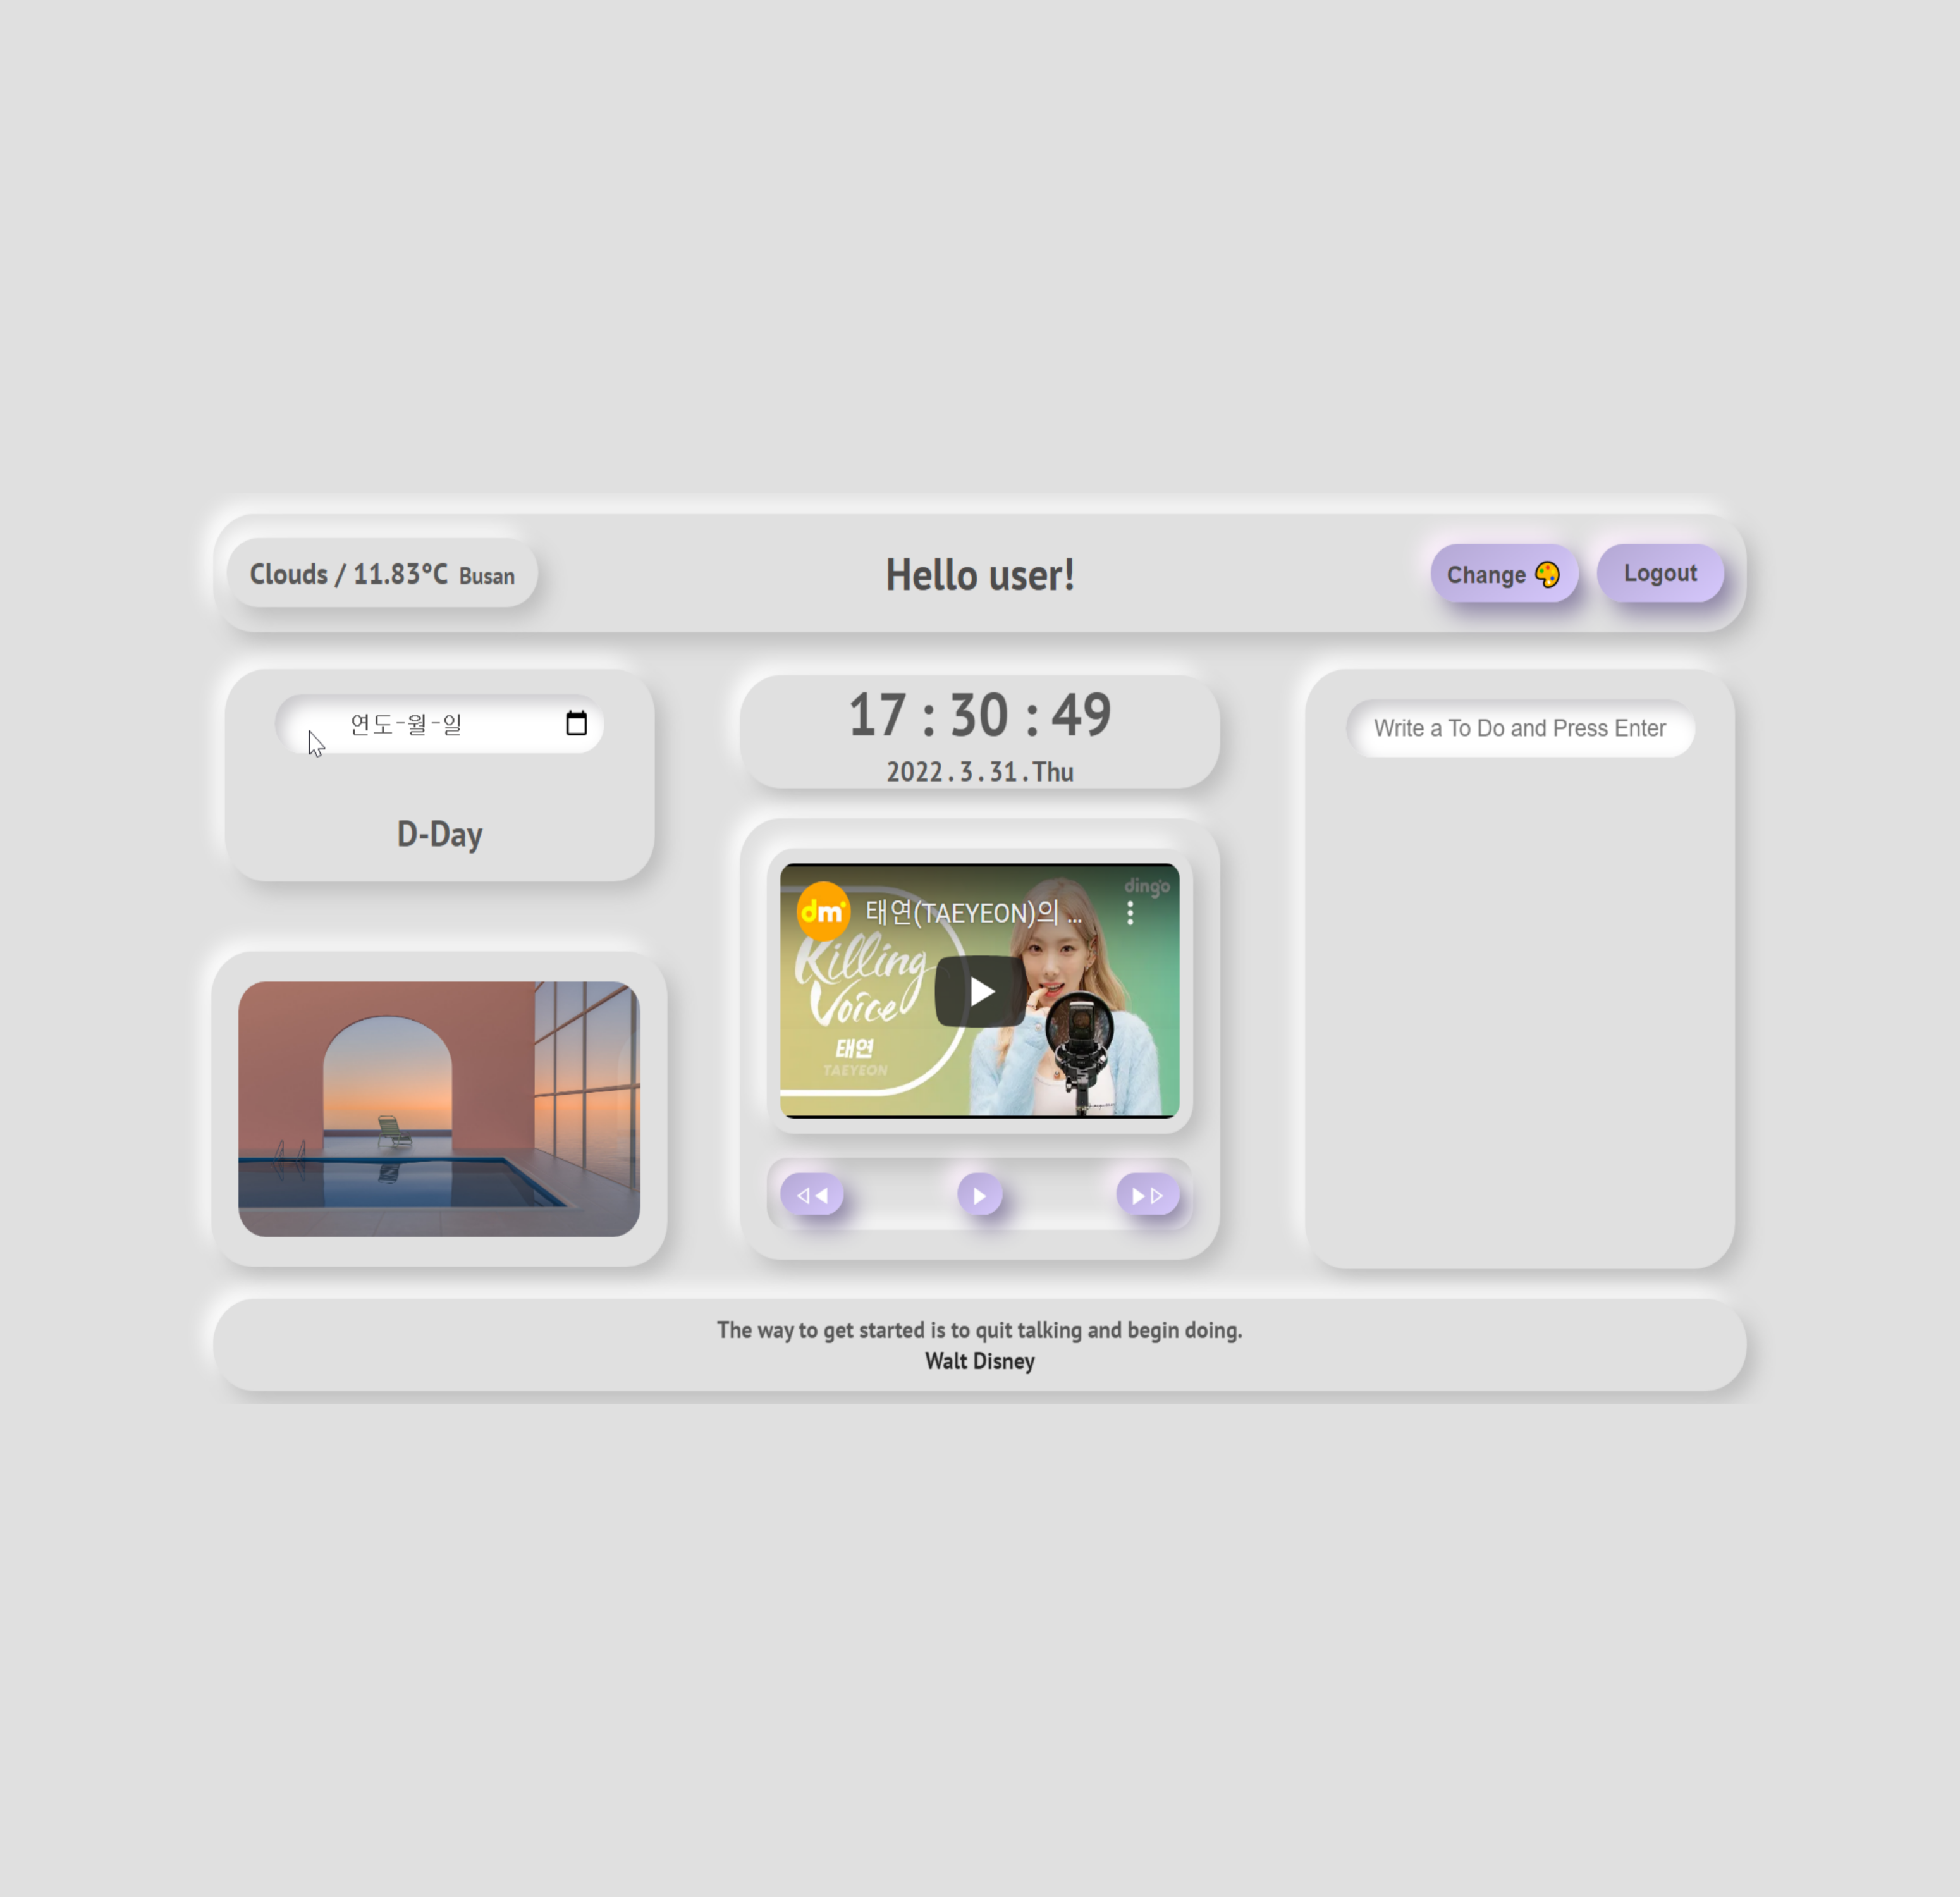 Clouds / 11.83°C Busan
Hello user!
Change
Logout
연도-월-일
D-Day
17 : 30 : 49
2022 . 3 . 31 . Thu
dingo
dm
태연(TAEYEON)의 ...
Killing
Voice
태연
TAEYEON
Write a To Do and Press Enter
The way to get started is to quit talking and begin doing.
Walt Disney